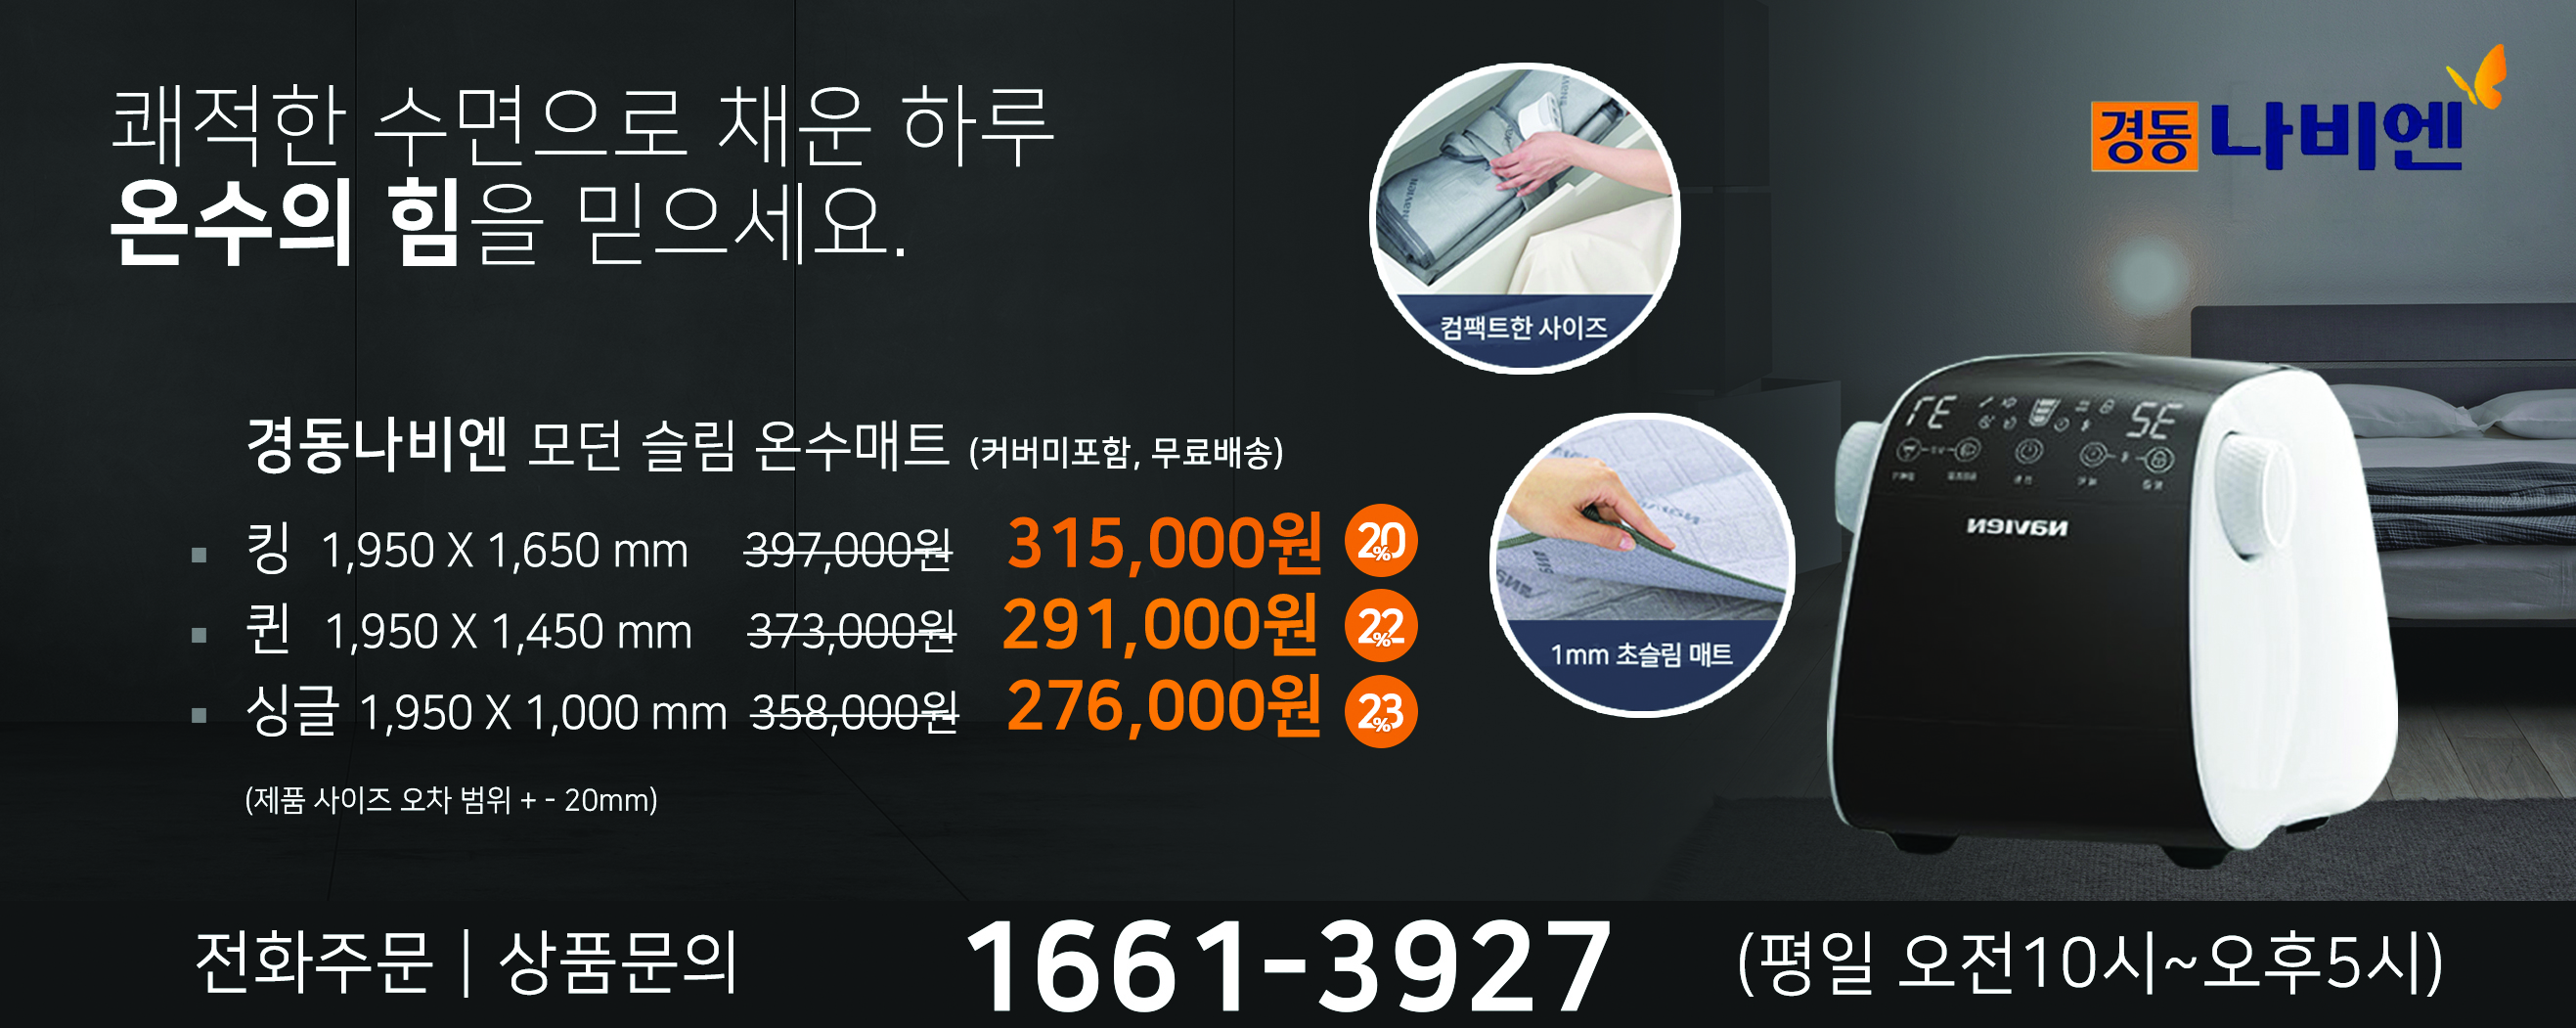 쾌적한 수면으로 채운 하루
온수의 힘을 믿으세요.
경동나비엔
컴팩트한 사이즈
경동나비엔 모던 슬림 온수매트 (커버미포함, 무료배송)
킹 1,950 X 1,650 mm 397,000원 315,000원 20%
퀸 1,950 X 1,450 mm 373,000원 291,000원 22%
싱글 1,950 X 1,000 mm 358,000원 276,000원 23%
(제품 사이즈 오차 범위 + - 20mm)
1mm 초슬림 매트
NAVIEN
전화주문 | 상품문의 1661-3927 (평일 오전10시~오후5시)